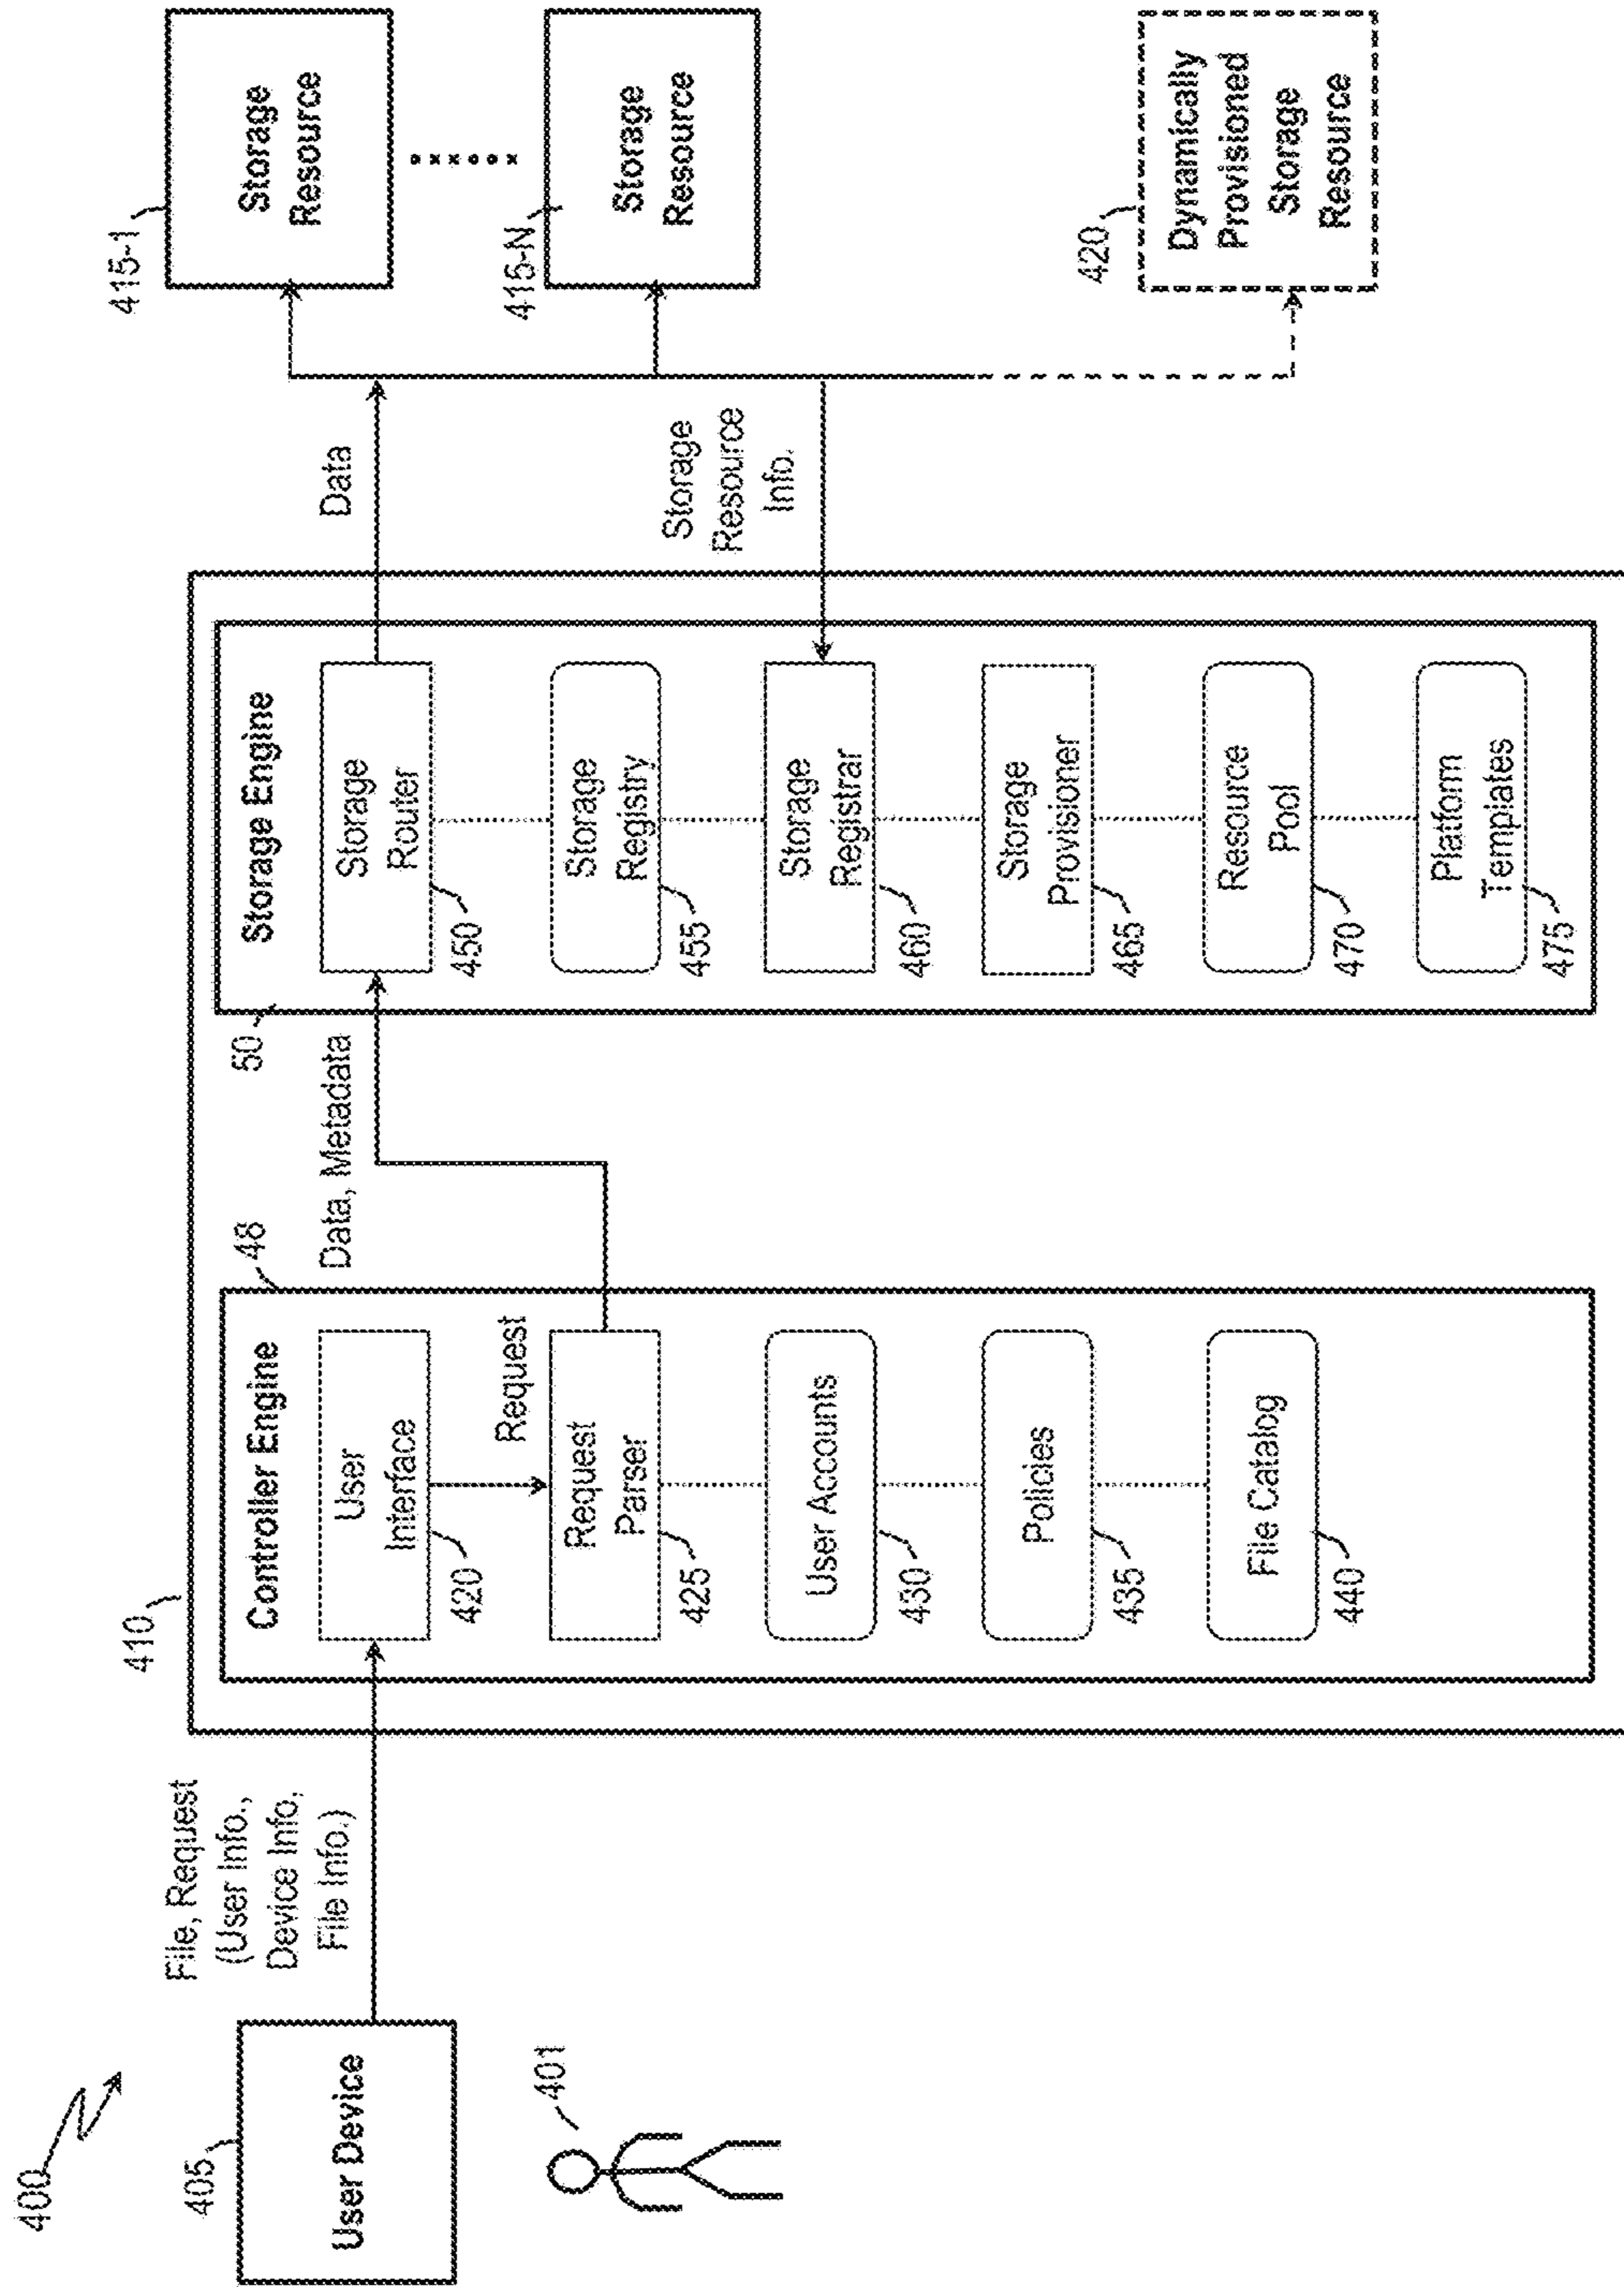 400
405
User Device
401
File, Request
(User Info.,
Device Info,
File Info.)
410
48
Controller Engine
User
Interface
420
Request
Request
Parser
425
User Accounts
430
Policies
435
File Catalog
440
Data, Metadata
50
Storage Engine
Storage
Router
450
Storage
Registry
455
Storage
Registrar
460
Storage
Provisioner
465
Resource
Pool
470
Platform
Templates
475
Data
Storage
Resource
Info.
415-1
Storage
Resource
415-N
Storage
Resource
420
Dynamically
Provisioned
Storage
Resource